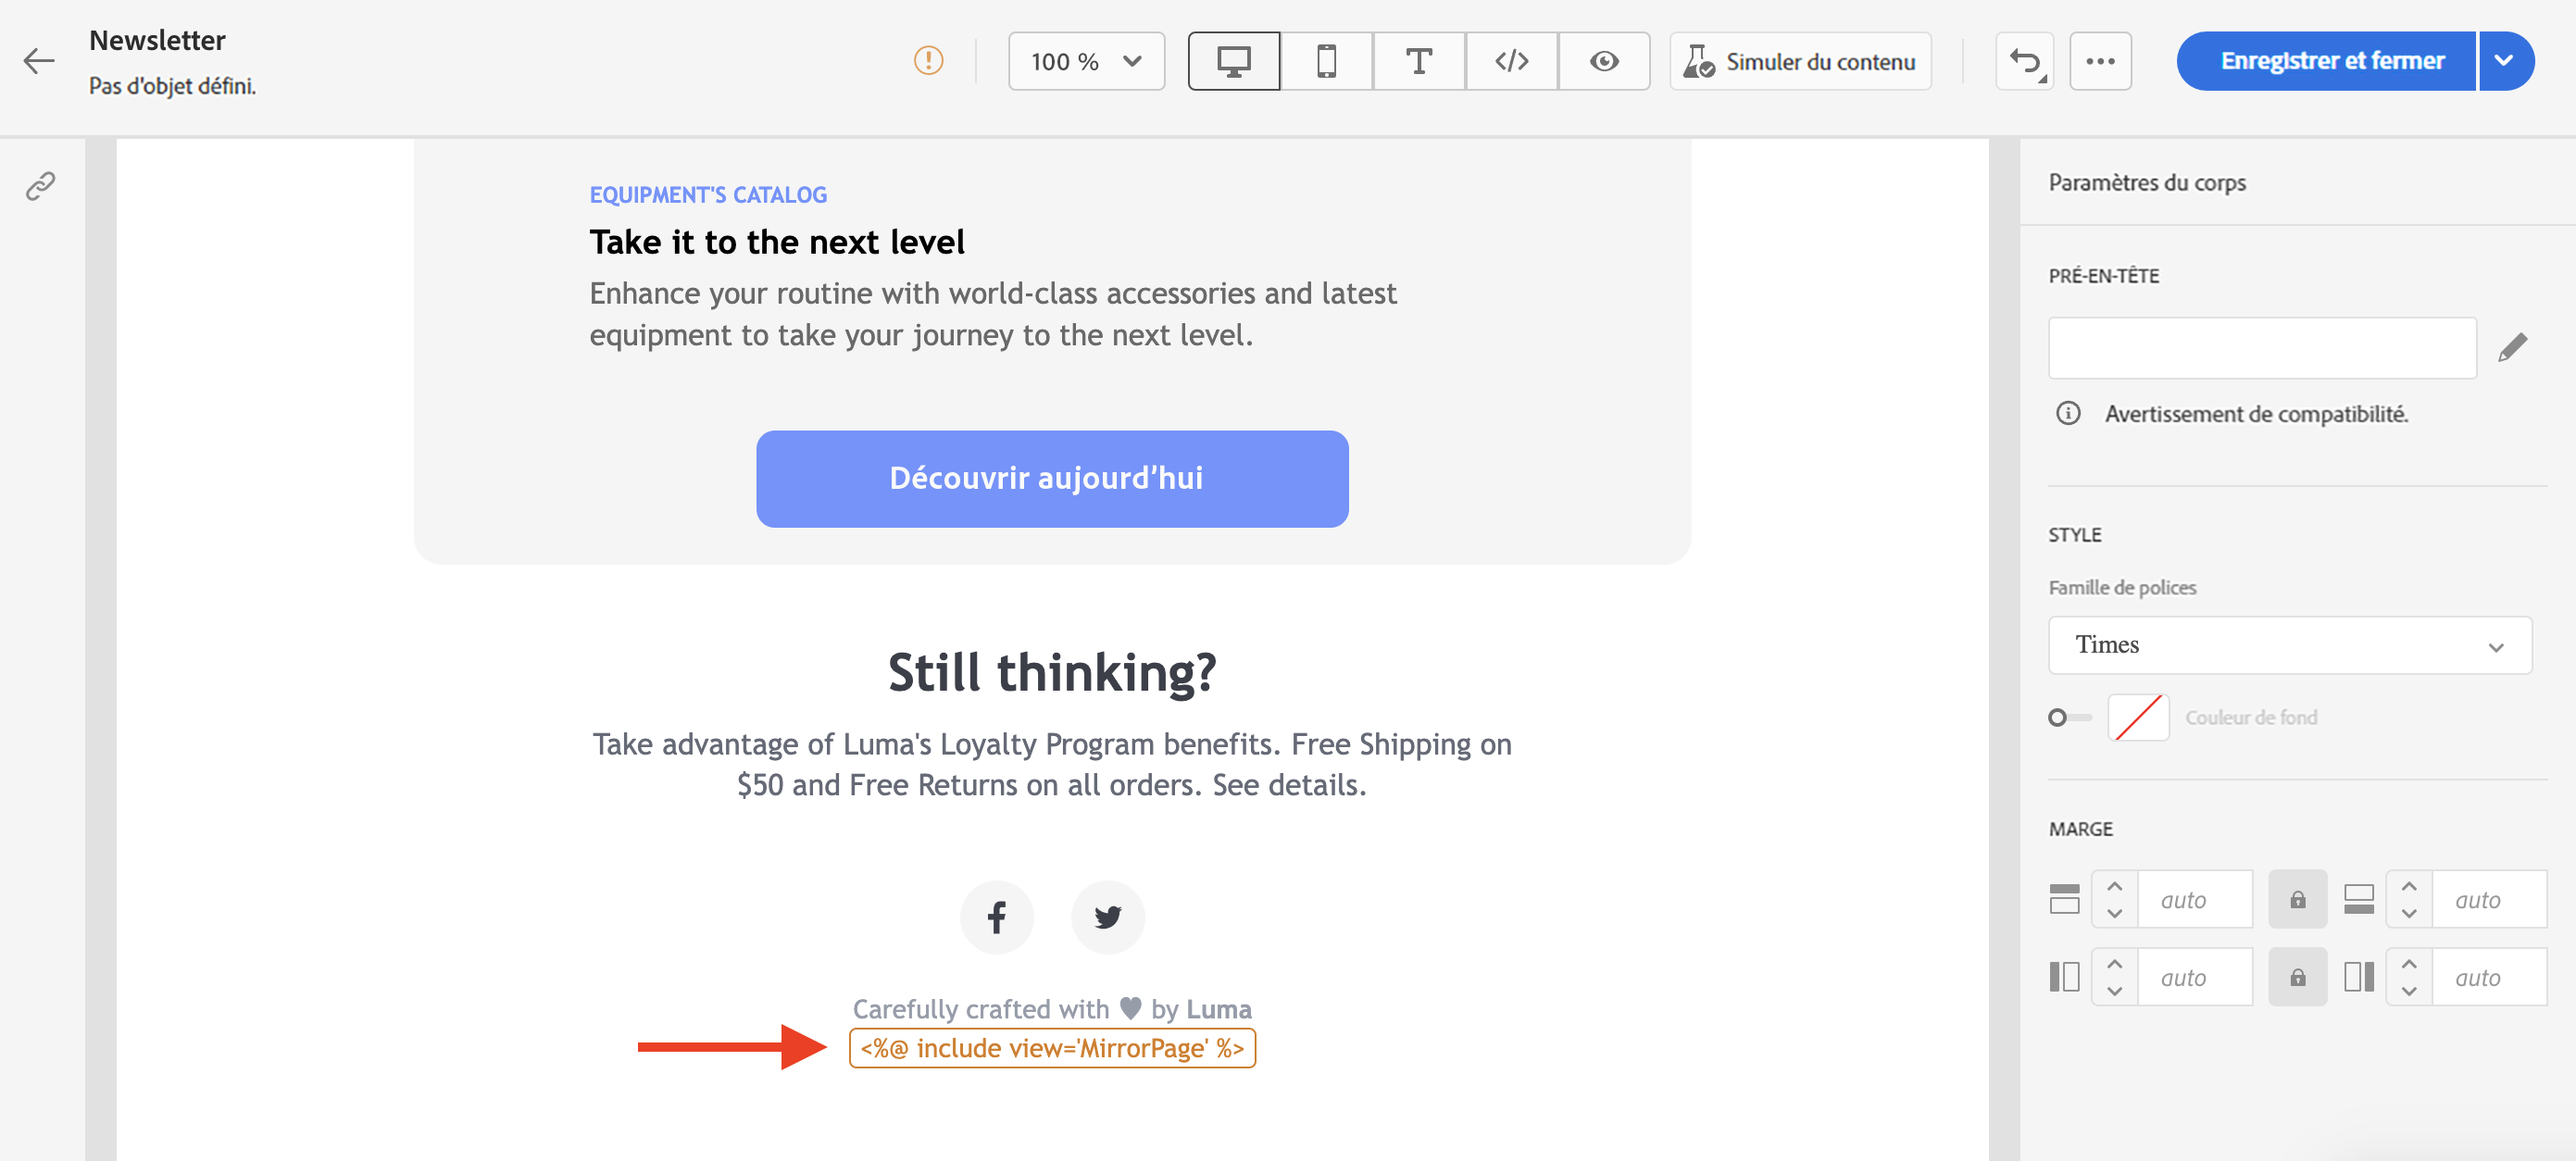 Newsletter
Pas d'objet défini.
100 %
Simuler du contenu
Enregistrer et fermer
EQUIPMENT'S CATALOG
Take it to the next level
Enhance your routine with world-class accessories and latest
equipment to take your journey to the next level.
Découvrir aujourd'hui
Still thinking?
Take advantage of Luma's Loyalty Program benefits. Free Shipping on
$50 and Free Returns on all orders. See details.
Carefully crafted with ♥ by Luma
<%@ include view='MirrorPage' %>
Paramètres du corps
PRÉ-EN-TÊTE
Avertissement de compatibilité.
STYLE
Famille de polices
Times
Couleur de fond
MARGE
auto
auto
auto
auto